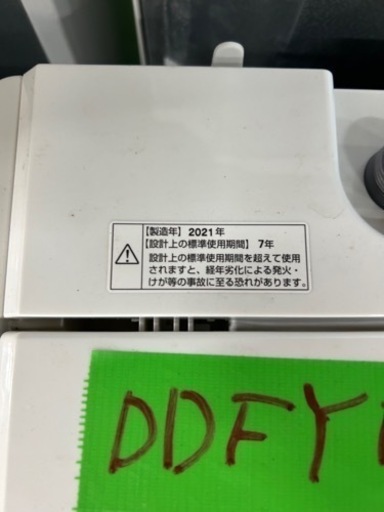 【製造年】2021年
【設計上の標準使用期間】7年
設計上の標準使用期間を超えて使用
されますと、経年劣化による発火・
けが等の事故に至る恐れがあります。
DDFY